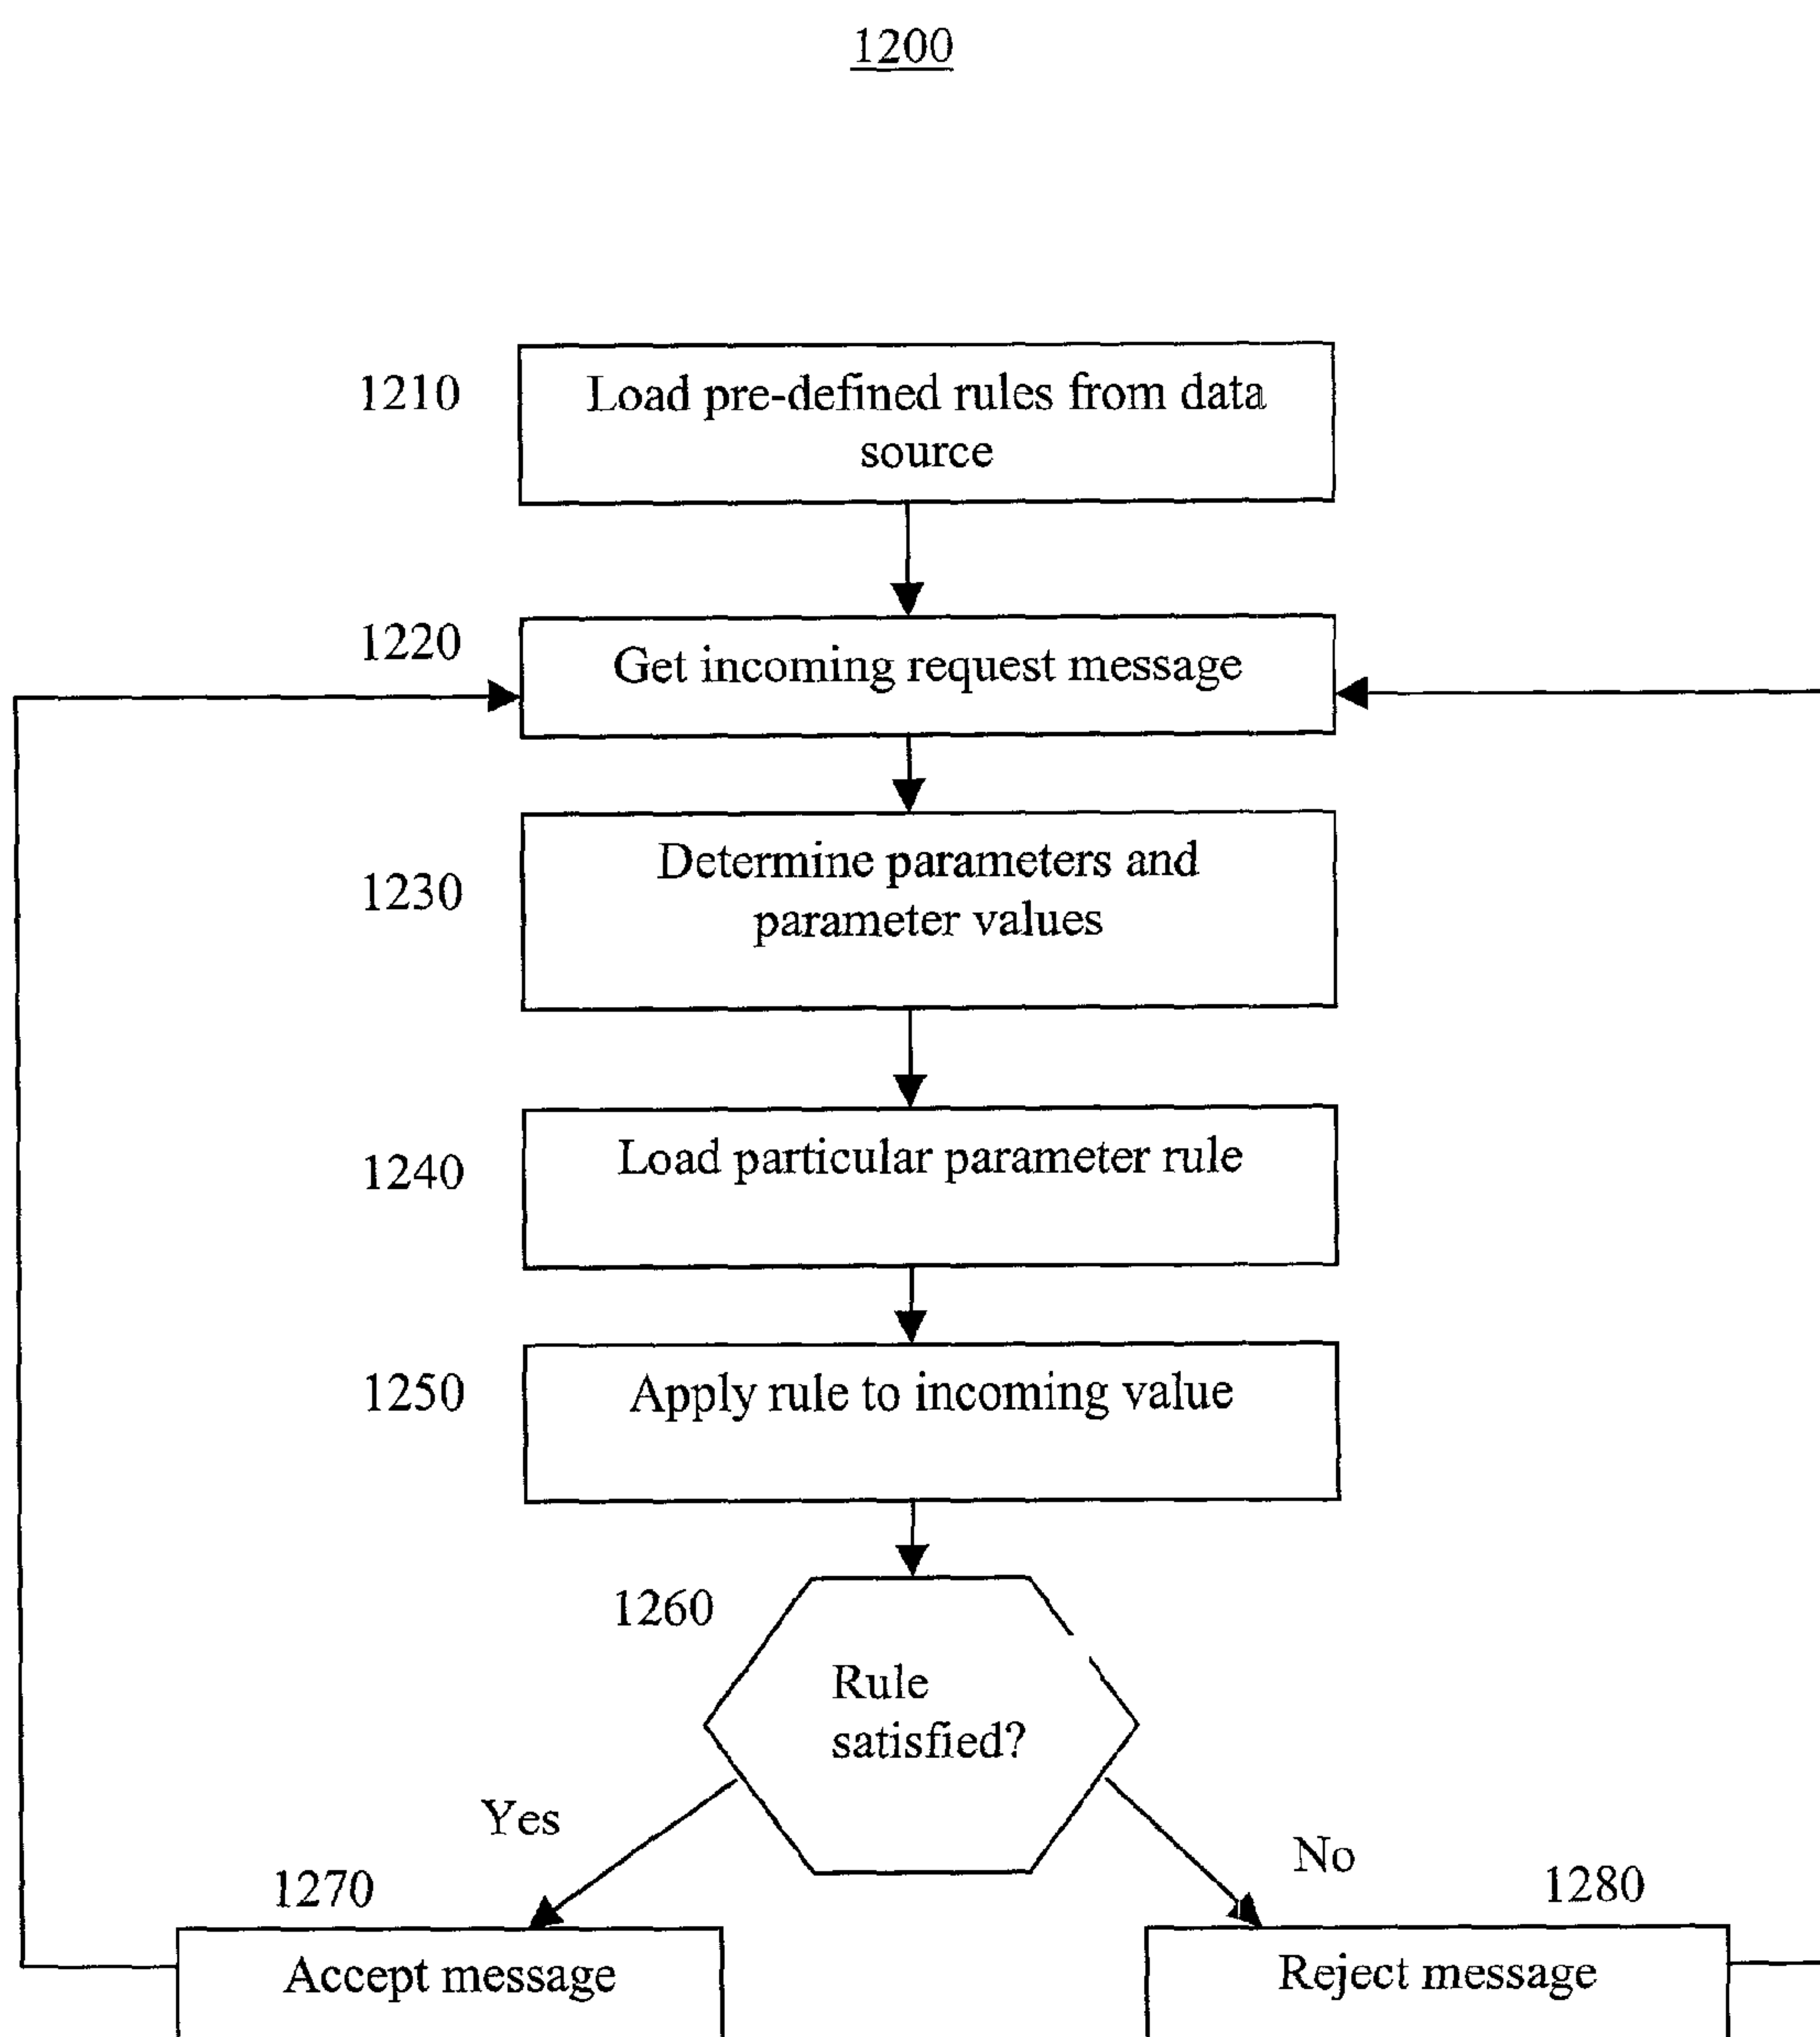 1200
1210
Load pre-defined rules from data
source
1220
Get incoming request message
1230
Determine parameters and
parameter values
1240
Load particular parameter rule
1250
Apply rule to incoming value
1260
Rule
satisfied?
Yes
No
1270
1280
Accept message
Reject message